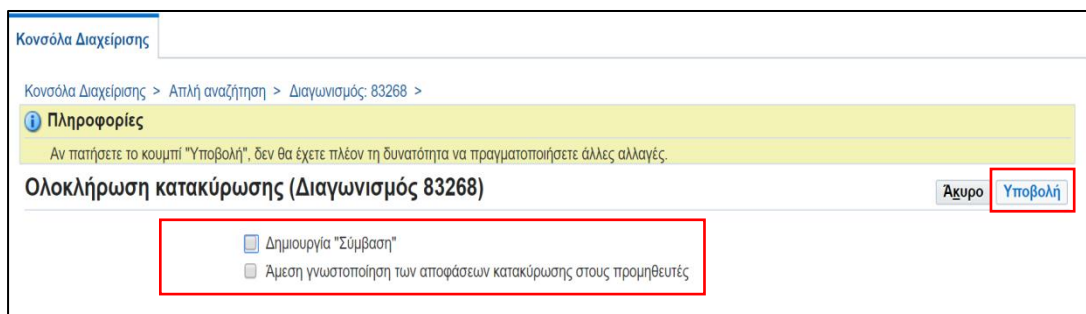 Κονσόλα Διαχείρισης
Κονσόλα Διαχείρισης > Απλή αναζήτηση > Διαγωνισμός: 83268 >
Πληροφορίες
Αν πατήσετε το κουμπί "Υποβολή", δεν θα έχετε πλέον τη δυνατότητα να πραγματοποιήσετε άλλες αλλαγές.
Ολοκλήρωση κατακύρωσης (Διαγωνισμός 83268) Άκυρο Υποβολή
Δημιουργία "Σύμβαση"
Άμεση γνωστοποίηση των αποφάσεων κατακύρωσης στους προμηθευτές